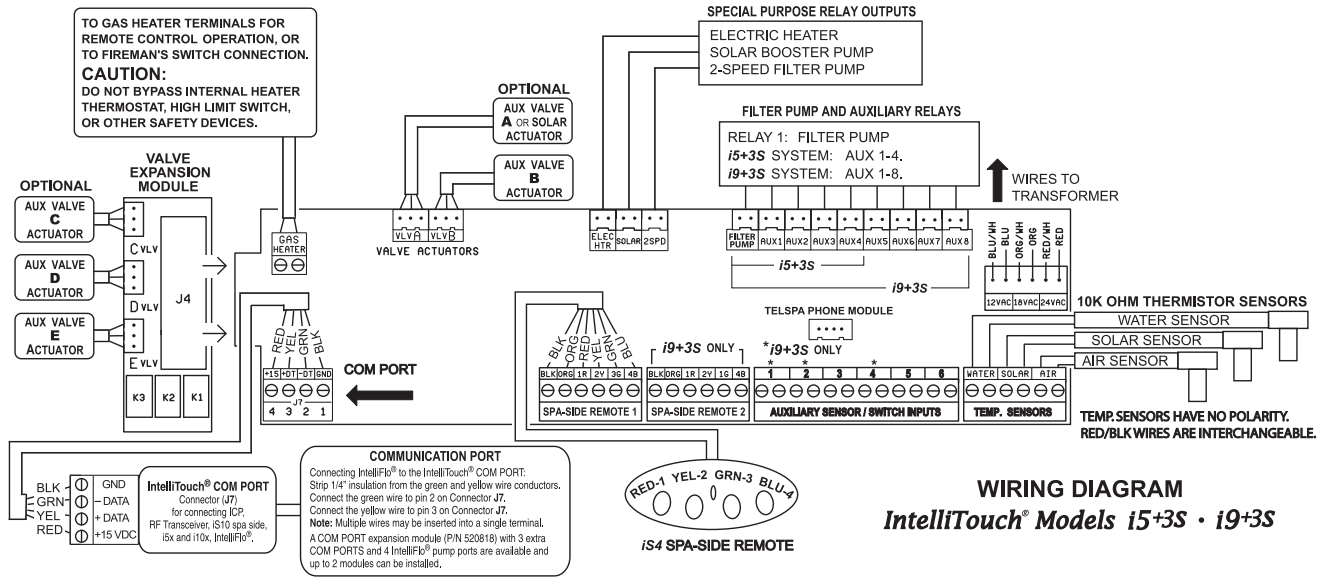 TO GAS HEATER TERMINALS FOR
REMOTE CONTROL OPERATION, OR
TO FIREMAN'S SWITCH CONNECTION.
CAUTION:
DO NOT BYPASS INTERNAL HEATER
THERMOSTAT, HIGH LIMIT SWITCH,
OR OTHER SAFETY DEVICES.
SPECIAL PURPOSE RELAY OUTPUTS
ELECTRIC HEATER
SOLAR BOOSTER PUMP
2-SPEED FILTER PUMP
OPTIONAL
AUX VALVE
A OR SOLAR
ACTUATOR
AUX VALVE
B
ACTUATOR
FILTER PUMP AND AUXILIARY RELAYS
RELAY 1: FILTER PUMP
i5+3S SYSTEM: AUX 1-4.
i9+3S SYSTEM: AUX 1-8.
WIRES TO
TRANSFORMER
VALVE
EXPANSION
MODULE
OPTIONAL
AUX VALVE
C
ACTUATOR
AUX VALVE
D
ACTUATOR
AUX VALVE
E
ACTUATOR
C VLV
D VLV
E VLV
J4
K3 K2 K1
GAS
HEATER
VLV A VLV B
VALVE ACTUATORS
ELEC
HTR SOLAR 2SPD
FILTER
PUMP AUX1 AUX2 AUX3 AUX4 AUX5 AUX6 AUX7 AUX8
i5+3S
i9+3S
BLU/WH BLU ORG/WH ORG RED/WH RED
12VAC 18VAC 24VAC
10K OHM THERMISTOR SENSORS
WATER SENSOR
SOLAR SENSOR
AIR SENSOR
TELSPA PHONE MODULE
*i9+3S ONLY
RED YEL GRN BLK
+15 +DT -DT GND
J7
4 3 2 1
COM PORT
BLK ORG RED YEL GRN BLU
BLK ORG 1R 2Y 3G 4B
SPA-SIDE REMOTE 1
i9+3S ONLY
BLK ORG 1R 2Y 1G 4B
SPA-SIDE REMOTE 2
* * *
1 2 3 4 5 6
AUXILIARY SENSOR / SWITCH INPUTS
WATER SOLAR AIR
TEMP. SENSORS
TEMP. SENSORS HAVE NO POLARITY.
RED/BLK WIRES ARE INTERCHANGEABLE.
BLK GND
GRN – DATA
YEL + DATA
RED +15 VDC
IntelliTouch® COM PORT
Connector (J7)
for connecting ICP,
RF Transceiver, iS10 spa side,
i5x and i10x, IntelliFlo®.
COMMUNICATION PORT
Connecting IntelliFlo® to the IntelliTouch® COM PORT:
Strip 1/4" insulation from the green and yellow wire conductors.
Connect the green wire to pin 2 on Connector J7.
Connect the yellow wire to pin 3 on Connector J7.
Note: Multiple wires may be inserted into a single terminal.
A COM PORT expansion module (P/N 520818) with 3 extra
COM PORTS and 4 IntelliFlo® pump ports are available and
up to 2 modules can be installed.
RED-1 YEL-2 GRN-3 BLU-4
iS4 SPA-SIDE REMOTE
WIRING DIAGRAM
IntelliTouch® Models i5+3S · i9+3S